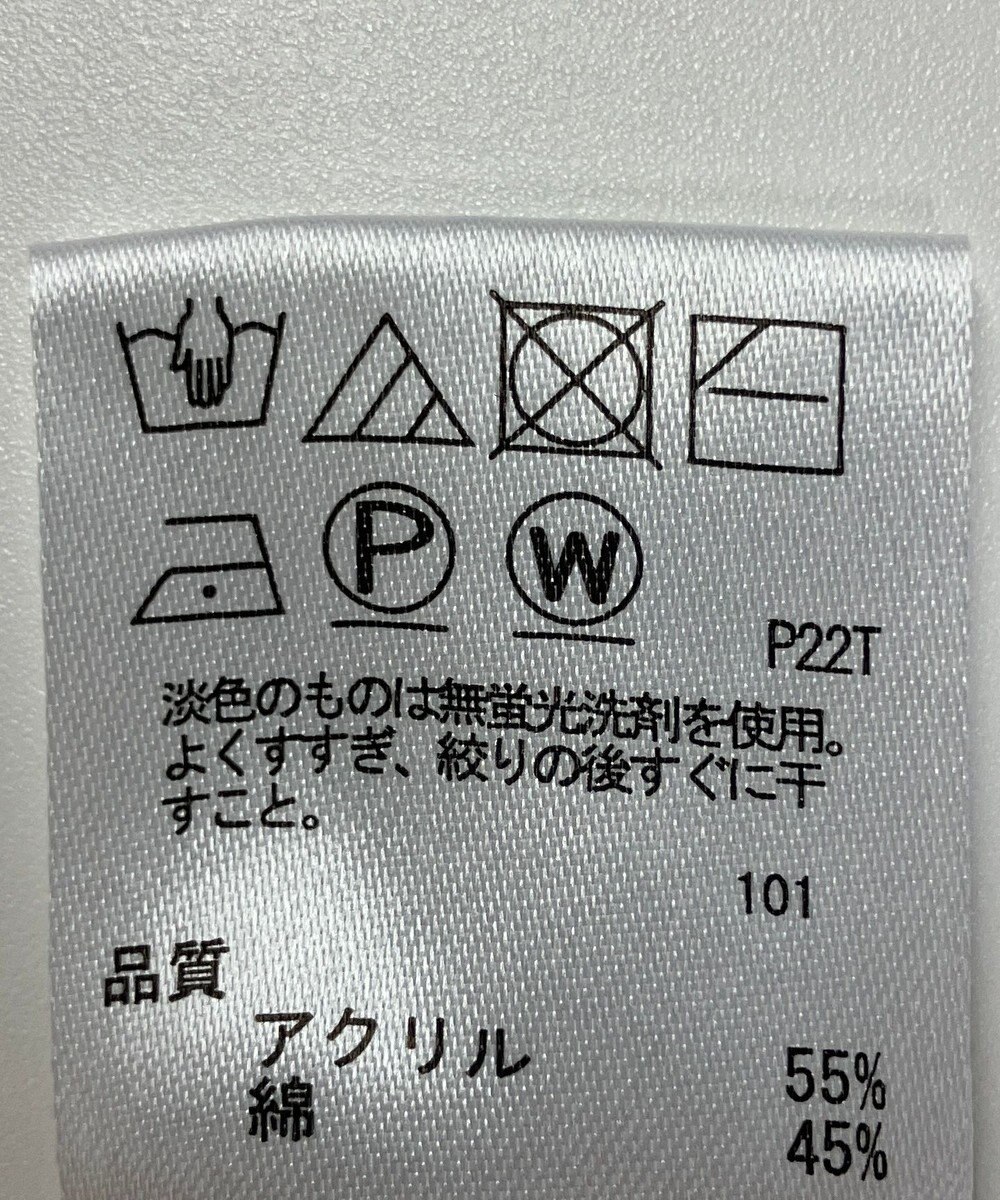 P W
P22T
淡色のものは無蛍光洗剤を使用。
よくすすぎ、絞りの後すぐに干
すこと。
101
品質
アクリル 55%
綿 45%